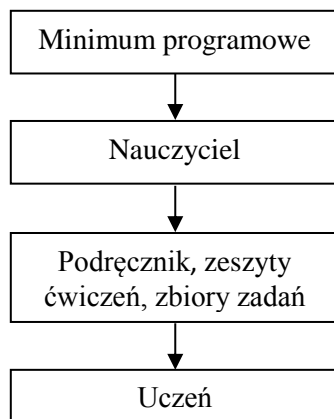 Minimum programowe
Nauczyciel
Podręcznik, zeszyty
ćwiczeń, zbiory zadań
Uczeń